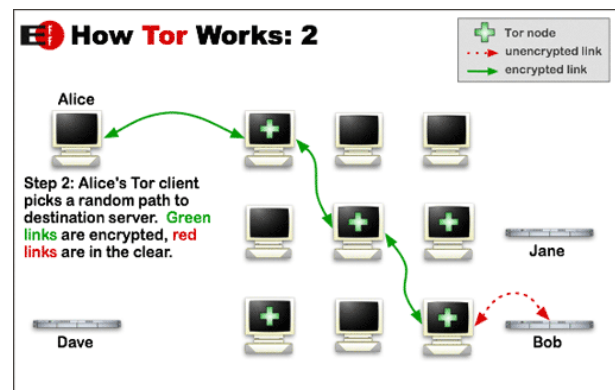 EFF How Tor Works: 2
Tor node
unencrypted link
encrypted link
Alice
Step 2: Alice's Tor client
picks a random path to
destination server. Green
links are encrypted, red
links are in the clear.
Jane
Dave
Bob